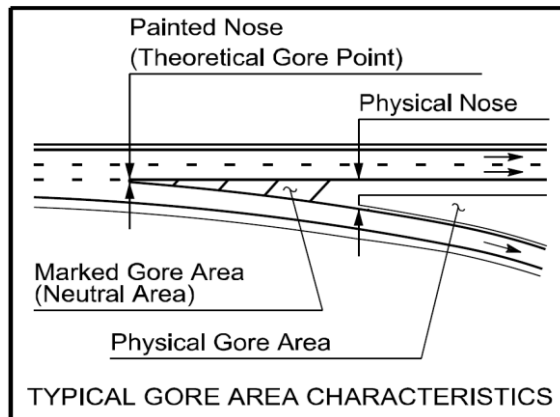 Painted Nose
(Theoretical Gore Point)
Physical Nose
Marked Gore Area
(Neutral Area)
Physical Gore Area
TYPICAL GORE AREA CHARACTERISTICS